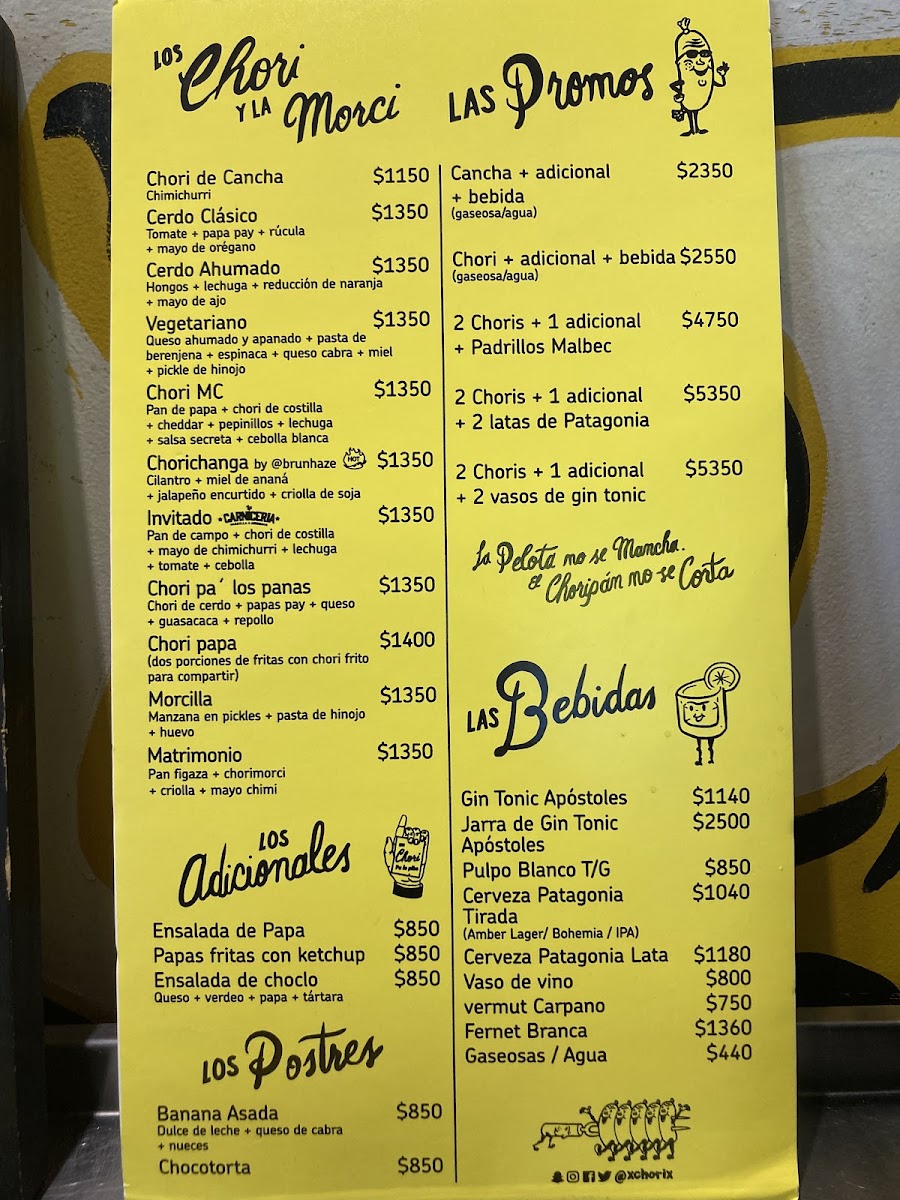 LOS Chori
Y LA Morci
Chori de Cancha $1150
Chimichurri
Cerdo Clásico $1350
Tomate + papa pay + rúcula
+ mayo de orégano
Cerdo Ahumado $1350
Hongos + lechuga + reducción de naranja
+ mayo de ajo
Vegetariano $1350
Queso ahumado y apanado + pasta de
berenjena + espinaca + queso cabra + miel
+ pickle de hinojo
Chori MC $1350
Pan de papa + chori de costilla
+ cheddar + pepinillos + lechuga
+ salsa secreta + cebolla blanca
Chorichanga by @brunhaze HOT $1350
Cilantro + miel de ananá
+ jalapeño encurtido + criolla de soja
Invitado •CARNICERIA• $1350
Pan de campo + chori de costilla
+ mayo de chimichurri + lechuga
+ tomate + cebolla
Chori pa´ los panas $1350
Chori de cerdo + papas pay + queso
+ guasacaca + repollo
Chori papa $1400
(dos porciones de fritas con chori frito
para compartir)
Morcilla $1350
Manzana en pickles + pasta de hinojo
+ huevo
Matrimonio $1350
Pan figaza + chorimorci
+ criolla + mayo chimi
LOS
Adicionales
Chori
Ensalada de Papa $850
Papas fritas con ketchup $850
Ensalada de choclo $850
Queso + verdeo + papa + tártara
LOS Postres
Banana Asada $850
Dulce de leche + queso de cabra
+ nueces
Chocotorta $850
LAS Promos
Cancha + adicional $2350
+ bebida
(gaseosa/agua)
Chori + adicional + bebida $2550
(gaseosa/agua)
2 Choris + 1 adicional $4750
+ Padrillos Malbec
2 Choris + 1 adicional $5350
+ 2 latas de Patagonia
2 Choris + 1 adicional $5350
+ 2 vasos de gin tonic
La Pelota no se Mancha.
el Choripán no se Corta
LAS Bebidas
Gin Tonic Apóstoles $1140
Jarra de Gin Tonic $2500
Apóstoles
Pulpo Blanco T/G $850
Cerveza Patagonia $1040
Tirada
(Amber Lager/ Bohemia / IPA)
Cerveza Patagonia Lata $1180
Vaso de vino $800
vermut Carpano $750
Fernet Branca $1360
Gaseosas / Agua $440
@xchorix